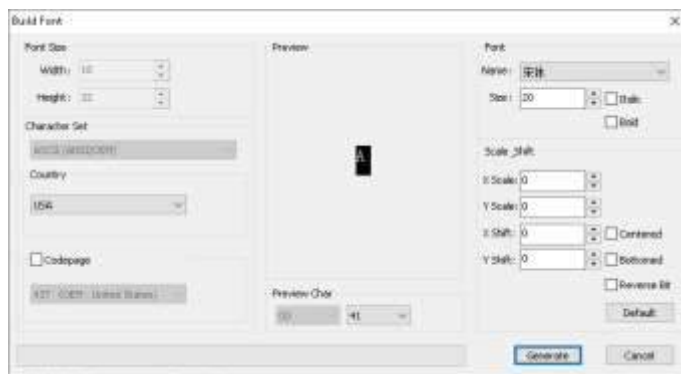 Build Font
Font Size
Width:
Height:
Character Set
Country
USA
Codepage
Preview
A
Preview Char
41
Font
Name: 宋体
Size: 20
Italic
Bold
Scale_Shift
X Scale: 0
Y Scale: 0
X Shift: 0
Centered
Y Shift: 0
Bottomed
Reverse Bit
Default
Generate
Cancel